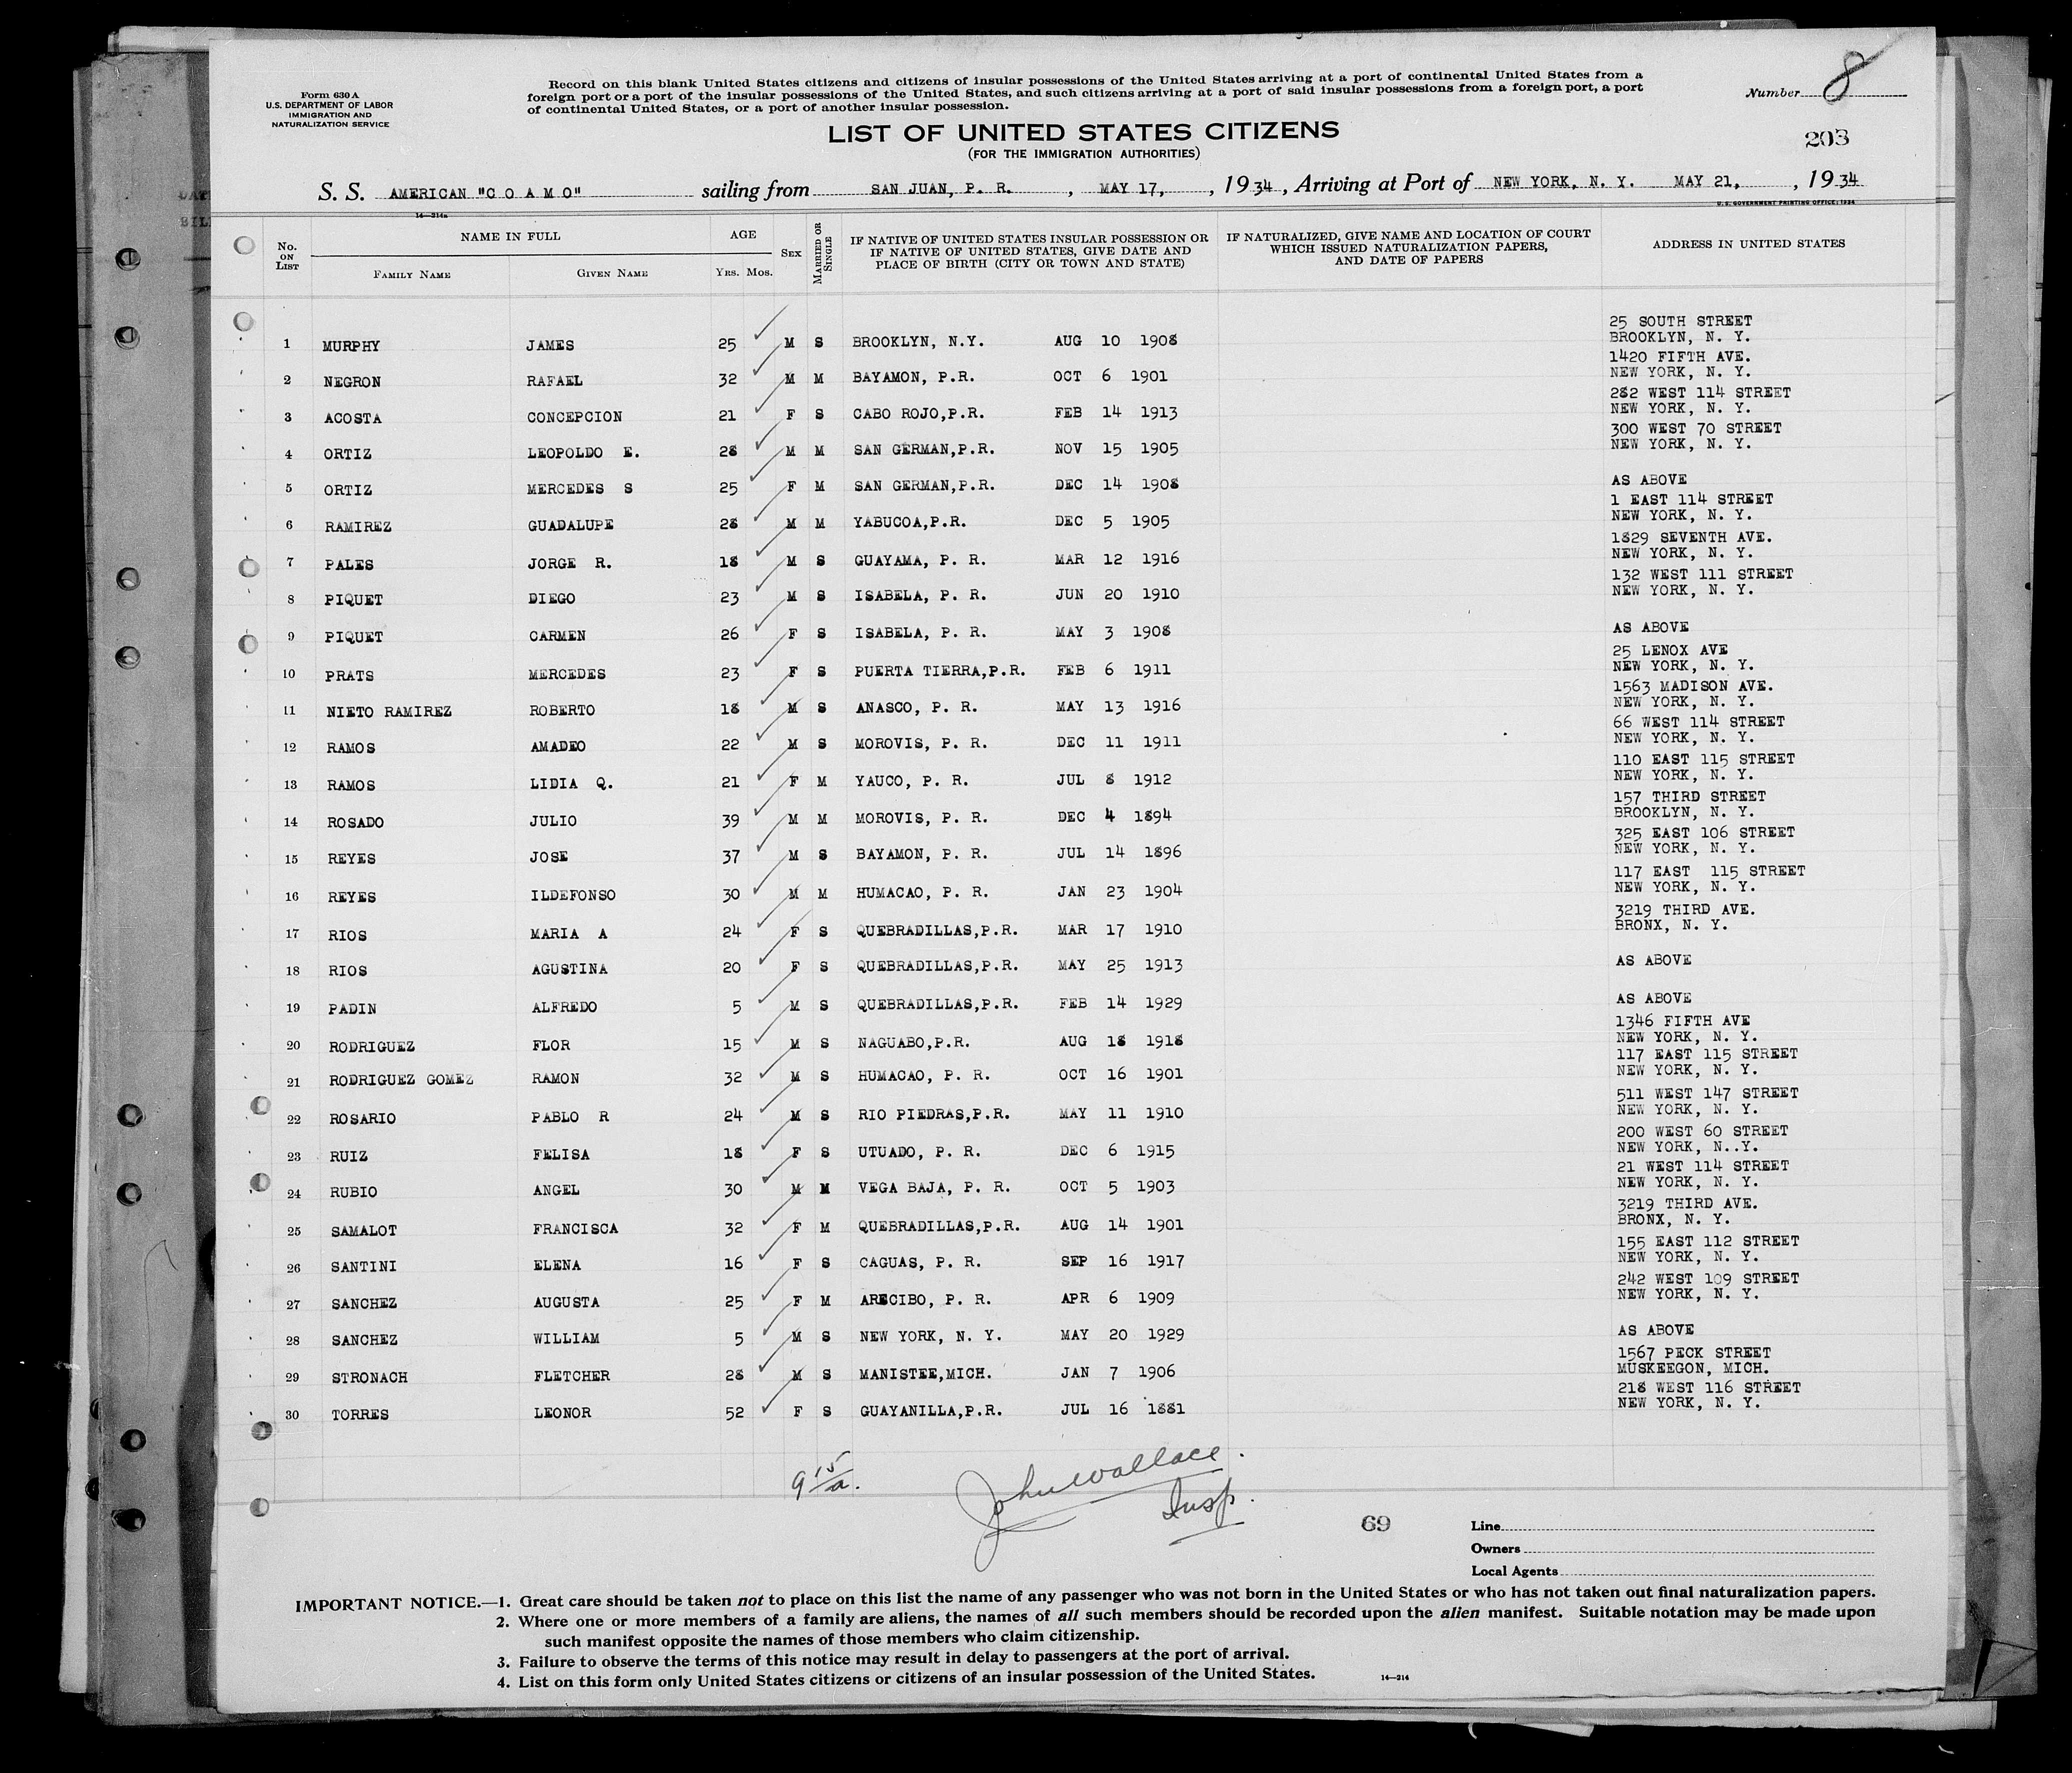 Form 630 A
U.S. DEPARTMENT OF LABOR
IMMIGRATION AND
NATURALIZATION SERVICE
Record on this blank United States citizens and citizens of insular possessions of the United States arriving at a port of continental United States from a
foreign port or a port of the insular possessions of the United States, and such citizens arriving at a port of said insular possessions from a foreign port, a port
of continental United States, or a port of another insular possession.
Number 8
LIST OF UNITED STATES CITIZENS
(FOR THE IMMIGRATION AUTHORITIES)
203
S. S. AMERICAN "C O A M O" sailing from SAN JUAN, P. R. , MAY 17, , 1934 , Arriving at Port of NEW YORK, N. Y. MAY 21, , 1934
14—214a
U.S. GOVERNMENT PRINTING OFFICE: 1934
No. ON LIST NAME IN FULL FAMILY NAME GIVEN NAME AGE YRS. MOS. SEX MARRIED OR SINGLE IF NATIVE OF UNITED STATES INSULAR POSSESSION OR IF NATIVE OF UNITED STATES, GIVE DATE AND PLACE OF BIRTH (CITY OR TOWN AND STATE) IF NATURALIZED, GIVE NAME AND LOCATION OF COURT WHICH ISSUED NATURALIZATION PAPERS, AND DATE OF PAPERS ADDRESS IN UNITED STATES
25 SOUTH STREET
1 MURPHY JAMES 25 M S BROOKLYN, N.Y. AUG 10 1908 BROOKLYN, N. Y.
1420 FIFTH AVE.
2 NEGRON RAFAEL 32 M M BAYAMON, P.R. OCT 6 1901 NEW YORK, N. Y.
282 WEST 114 STREET
3 ACOSTA CONCEPCION 21 F S CABO ROJO,P.R. FEB 14 1913 NEW YORK, N. Y.
300 WEST 70 STREET
4 ORTIZ LEOPOLDO E. 28 M M SAN GERMAN,P.R. NOV 15 1905 NEW YORK, N. Y.
5 ORTIZ MERCEDES S 25 F M SAN GERMAN,P.R. DEC 14 1908 AS ABOVE
1 EAST 114 STREET
6 RAMIREZ GUADALUPE 28 M M YABUCOA,P.R. DEC 5 1905 NEW YORK, N. Y.
1829 SEVENTH AVE.
7 PALES JORGE R. 18 M S GUAYAMA, P. R. MAR 12 1916 NEW YORK, N. Y.
132 WEST 111 STREET
8 PIQUET DIEGO 23 M S ISABELA, P. R. JUN 20 1910 NEW YORK, N. Y.
9 PIQUET CARMEN 26 F S ISABELA, P. R. MAY 3 1908 AS ABOVE
25 LENOX AVE
10 PRATS MERCEDES 23 F S PUERTA TIERRA,P.R. FEB 6 1911 NEW YORK, N. Y.
1563 MADISON AVE.
11 NIETO RAMIREZ ROBERTO 18 M S ANASCO, P. R. MAY 13 1916 NEW YORK, N. Y.
66 WEST 114 STREET
12 RAMOS AMADEO 22 M S MOROVIS, P. R. DEC 11 1911 NEW YORK, N. Y.
110 EAST 115 STREET
13 RAMOS LIDIA Q. 21 F M YAUCO, P. R. JUL 8 1912 NEW YORK, N. Y.
157 THIRD STREET
14 ROSADO JULIO 39 M M MOROVIS, P. R. DEC 4 1894 BROOKLYN, N. Y.
325 EAST 106 STREET
15 REYES JOSE 37 M S BAYAMON, P. R. JUL 14 1896 NEW YORK, N. Y.
117 EAST 115 STREET
16 REYES ILDEFONSO 30 M M HUMACAO, P. R. JAN 23 1904 NEW YORK, N. Y.
3219 THIRD AVE.
17 RIOS MARIA A 24 F S QUEBRADILLAS,P.R. MAR 17 1910 BRONX, N. Y.
18 RIOS AGUSTINA 20 F S QUEBRADILLAS,P.R. MAY 25 1913 AS ABOVE
19 PADIN ALFREDO 5 M S QUEBRADILLAS,P.R. FEB 14 1929 AS ABOVE
1346 FIFTH AVE
20 RODRIGUEZ FLOR 15 M S NAGUABO,P.R. AUG 18 1918 NEW YORK, N. Y.
117 EAST 115 STREET
21 RODRIGUEZ GOMEZ RAMON 32 M S HUMACAO, P. R. OCT 16 1901 NEW YORK, N. Y.
511 WEST 147 STREET
22 ROSARIO PABLO R 24 M S RIO PIEDRAS,P.R. MAY 11 1910 NEW YORK, N. Y.
200 WEST 60 STREET
23 RUIZ FELISA 18 F S UTUADO, P. R. DEC 6 1915 NEW YORK, N..Y.
21 WEST 114 STREET
24 RUBIO ANGEL 30 M M VEGA BAJA, P. R. OCT 5 1903 NEW YORK, N. Y.
3219 THIRD AVE.
25 SAMALOT FRANCISCA 32 F M QUEBRADILLAS,P.R. AUG 14 1901 BRONX, N. Y.
155 EAST 112 STREET
26 SANTINI ELENA 16 F S CAGUAS, P. R. SEP 16 1917 NEW YORK, N. Y.
242 WEST 109 STREET
27 SANCHEZ AUGUSTA 25 F M ARECIBO, P. R. APR 6 1909 NEW YORK, N. Y.
28 SANCHEZ WILLIAM 5 M S NEW YORK, N. Y. MAY 20 1929 AS ABOVE
1567 PECK STREET
29 STRONACH FLETCHER 28 M S MANISTEE,MICH. JAN 7 1906 MUSKEEGON, MICH.
218 WEST 116 STREET
30 TORRES LEONOR 52 F S GUAYANILLA,P.R. JUL 16 1881 NEW YORK, N. Y.
9 15/a. John Wallace.
Insp.
69
Line
Owners
Local Agents
IMPORTANT NOTICE.—1. Great care should be taken not to place on this list the name of any passenger who was not born in the United States or who has not taken out final naturalization papers.
2. Where one or more members of a family are aliens, the names of all such members should be recorded upon the alien manifest. Suitable notation may be made upon
such manifest opposite the names of those members who claim citizenship.
3. Failure to observe the terms of this notice may result in delay to passengers at the port of arrival.
4. List on this form only United States citizens or citizens of an insular possession of the United States.
14—214